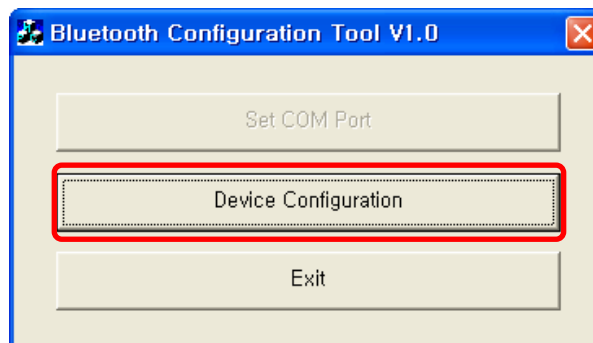 Bluetooth Configuration Tool V1.0
Set COM Port
Device Configuration
Exit